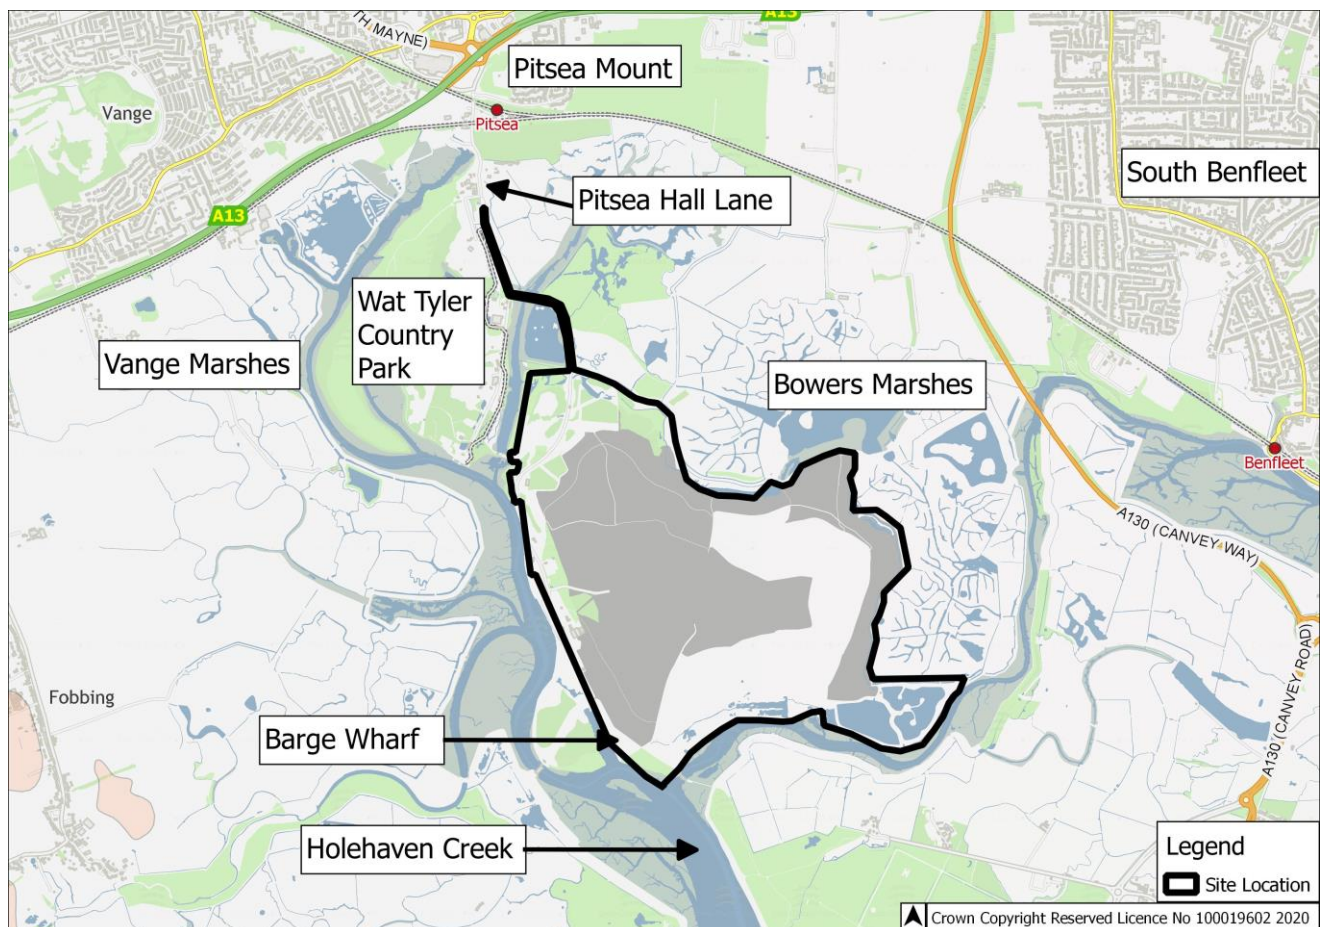 TH MAYNE)
A13
Pitsea Mount
Vange
Pitsea
South Benfleet
Pitsea Hall Lane
A13
Wat Tyler
Country
Park
Vange Marshes
Bowers Marshes
Benfleet
A130 (CANVEY WAY)
Fobbing
A130 (CANVEY ROAD)
Barge Wharf
Holehaven Creek
Legend
Site Location
Crown Copyright Reserved Licence No 100019602 2020